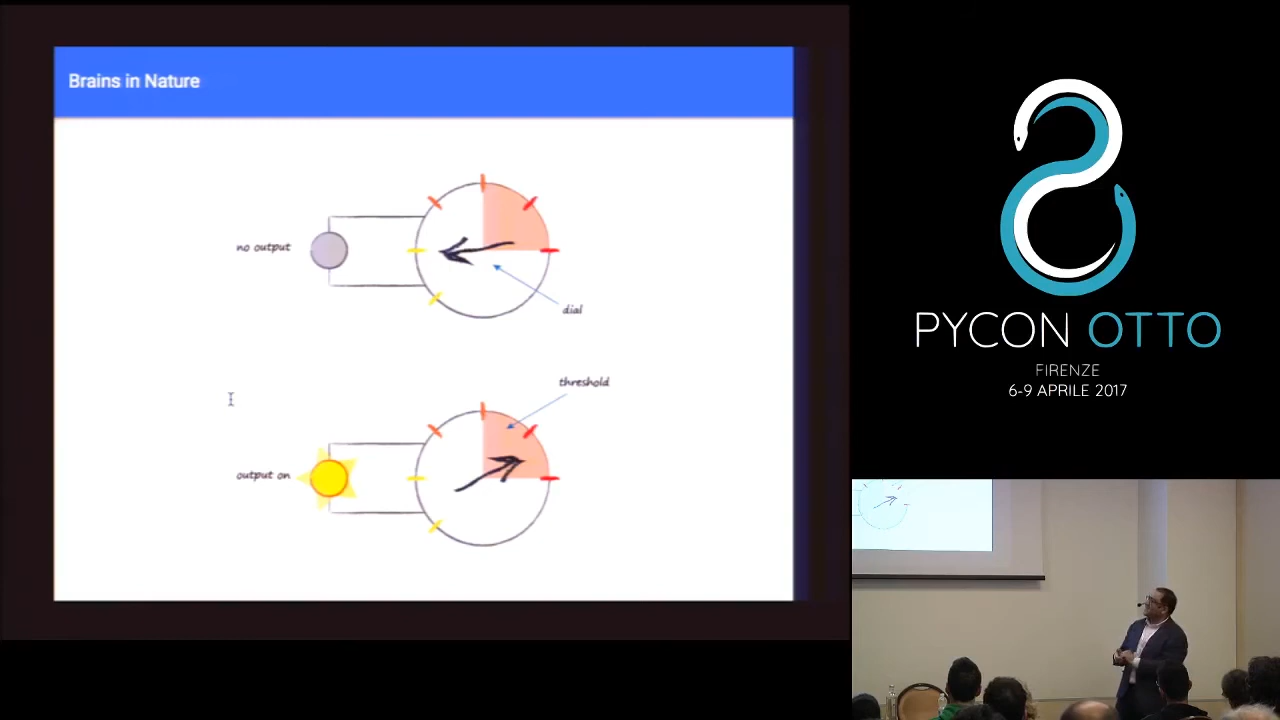 Brains in Nature
no output
dial
threshold
output on
PYCON OTTO
FIRENZE
6-9 APRILE 2017